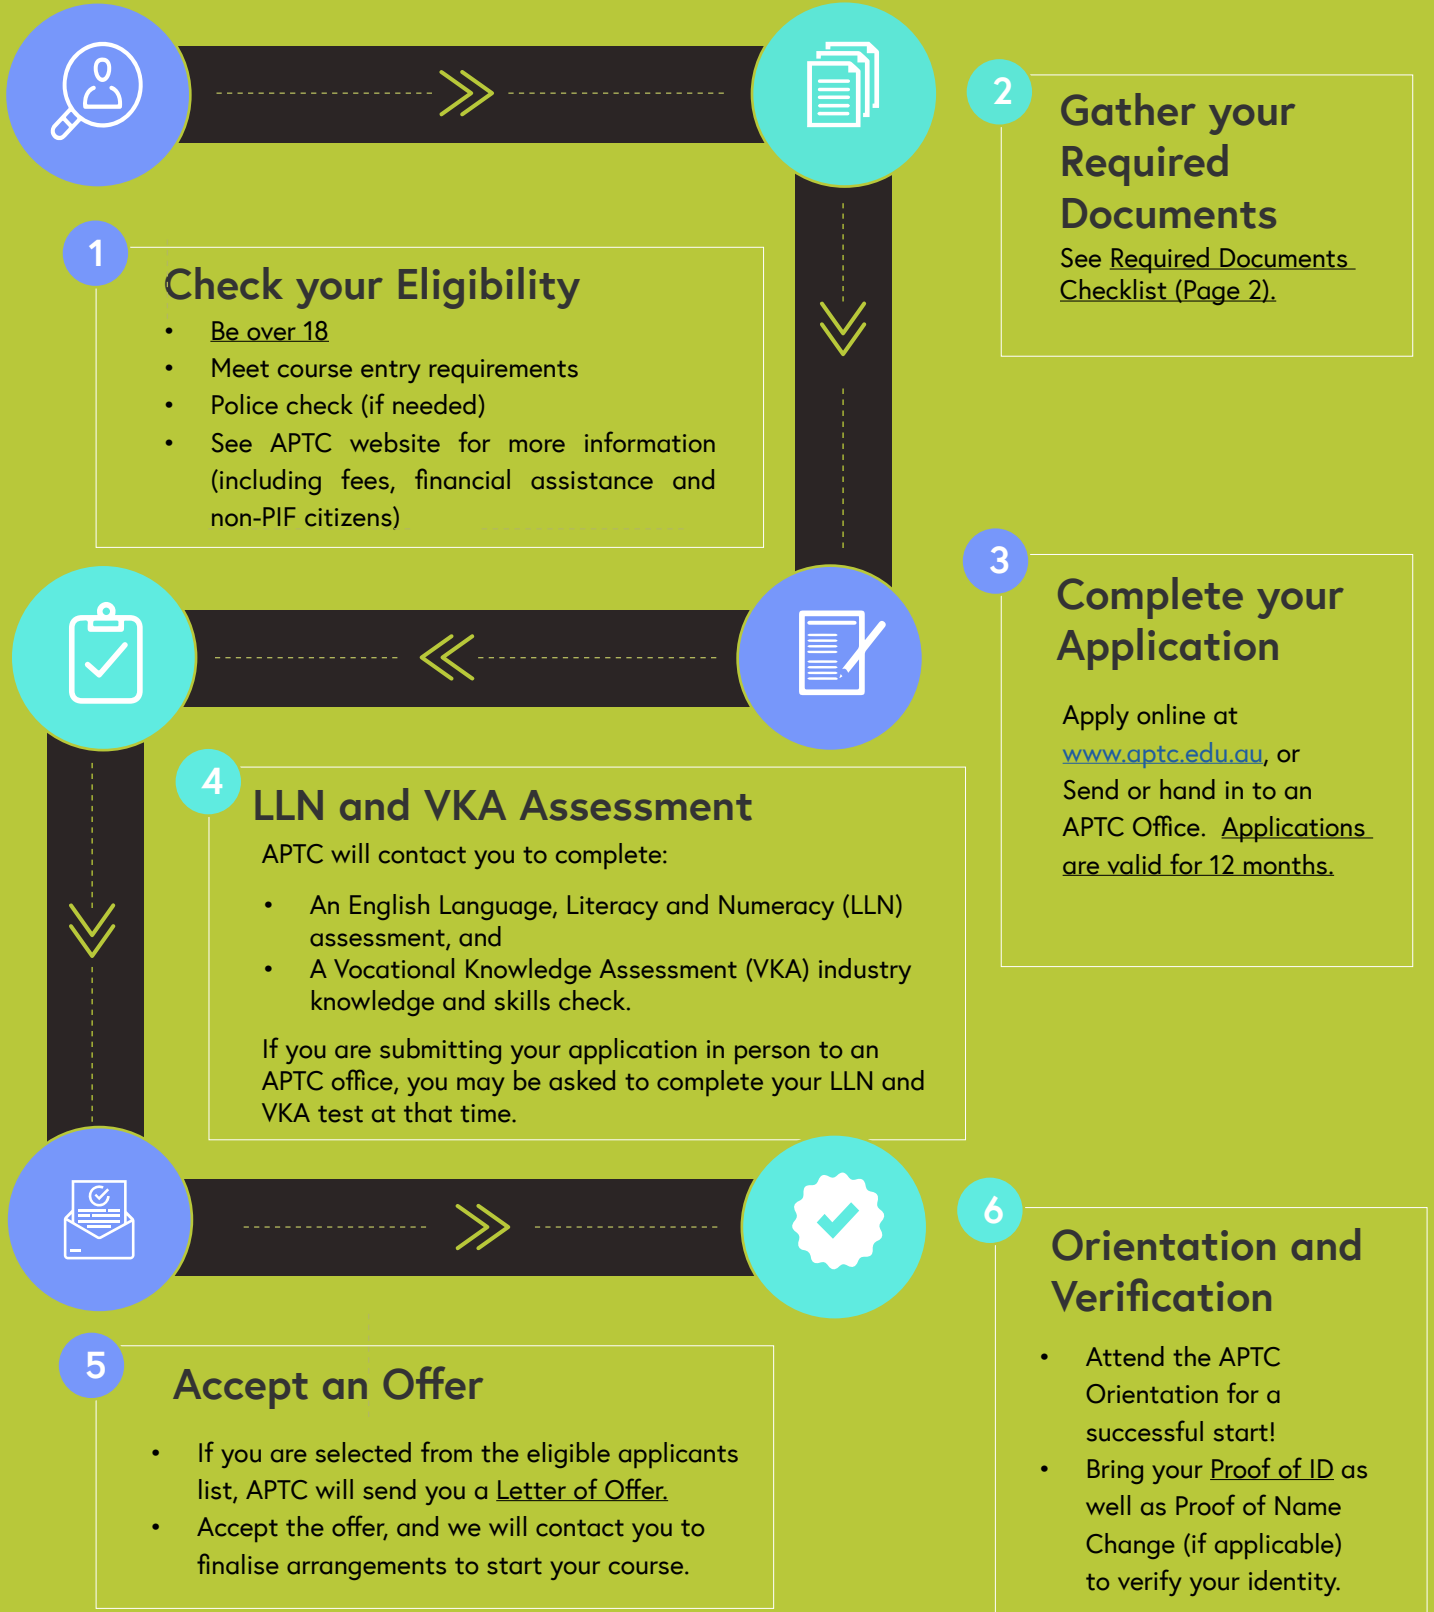 1
Check your Eligibility
• Be over 18
• Meet course entry requirements
• Police check (if needed)
• See APTC website for more information
(including fees, financial assistance and
non-PIF citizens)
2
Gather your
Required
Documents
See Required Documents
Checklist (Page 2).
3
Complete your
Application
Apply online at
www.aptc.edu.au, or
Send or hand in to an
APTC Office. Applications
are valid for 12 months.
4
LLN and VKA Assessment
APTC will contact you to complete:
• An English Language, Literacy and Numeracy (LLN)
assessment, and
• A Vocational Knowledge Assessment (VKA) industry
knowledge and skills check.
If you are submitting your application in person to an
APTC office, you may be asked to complete your LLN and
VKA test at that time.
5
Accept an Offer
• If you are selected from the eligible applicants
list, APTC will send you a Letter of Offer.
• Accept the offer, and we will contact you to
finalise arrangements to start your course.
6
Orientation and
Verification
• Attend the APTC
Orientation for a
successful start!
• Bring your Proof of ID as
well as Proof of Name
Change (if applicable)
to verify your identity.